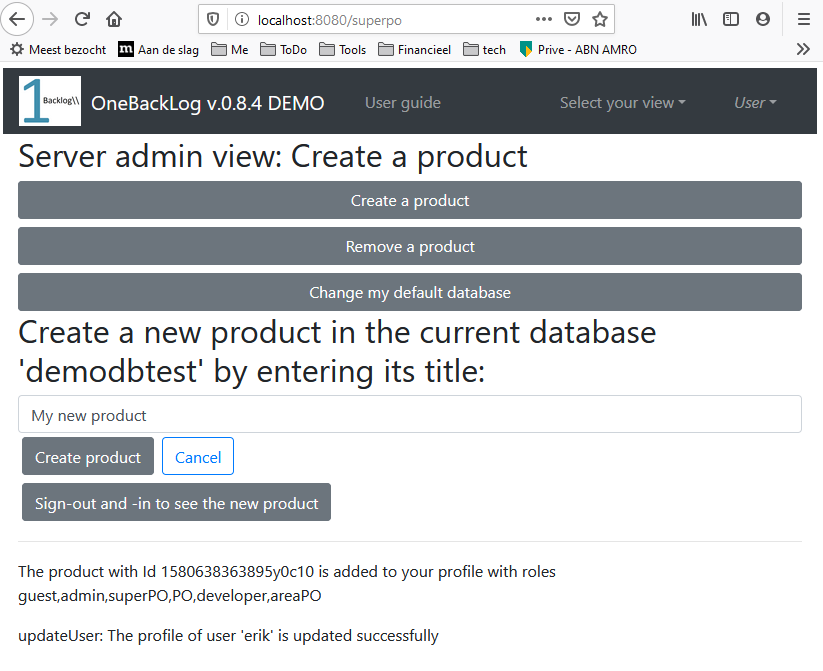 localhost:8080/superpo
Meest bezocht m Aan de slag Me ToDo Tools Financieel tech Prive - ABN AMRO
1 Backlog\\ OneBackLog v.0.8.4 DEMO User guide Select your view User
Server admin view: Create a product
Create a product
Remove a product
Change my default database
Create a new product in the current database
'demodbtest' by entering its title:
My new product
Create product Cancel
Sign-out and -in to see the new product
The product with Id 1580638363895y0c10 is added to your profile with roles
guest,admin,superPO,PO,developer,areaPO
updateUser: The profile of user 'erik' is updated successfully